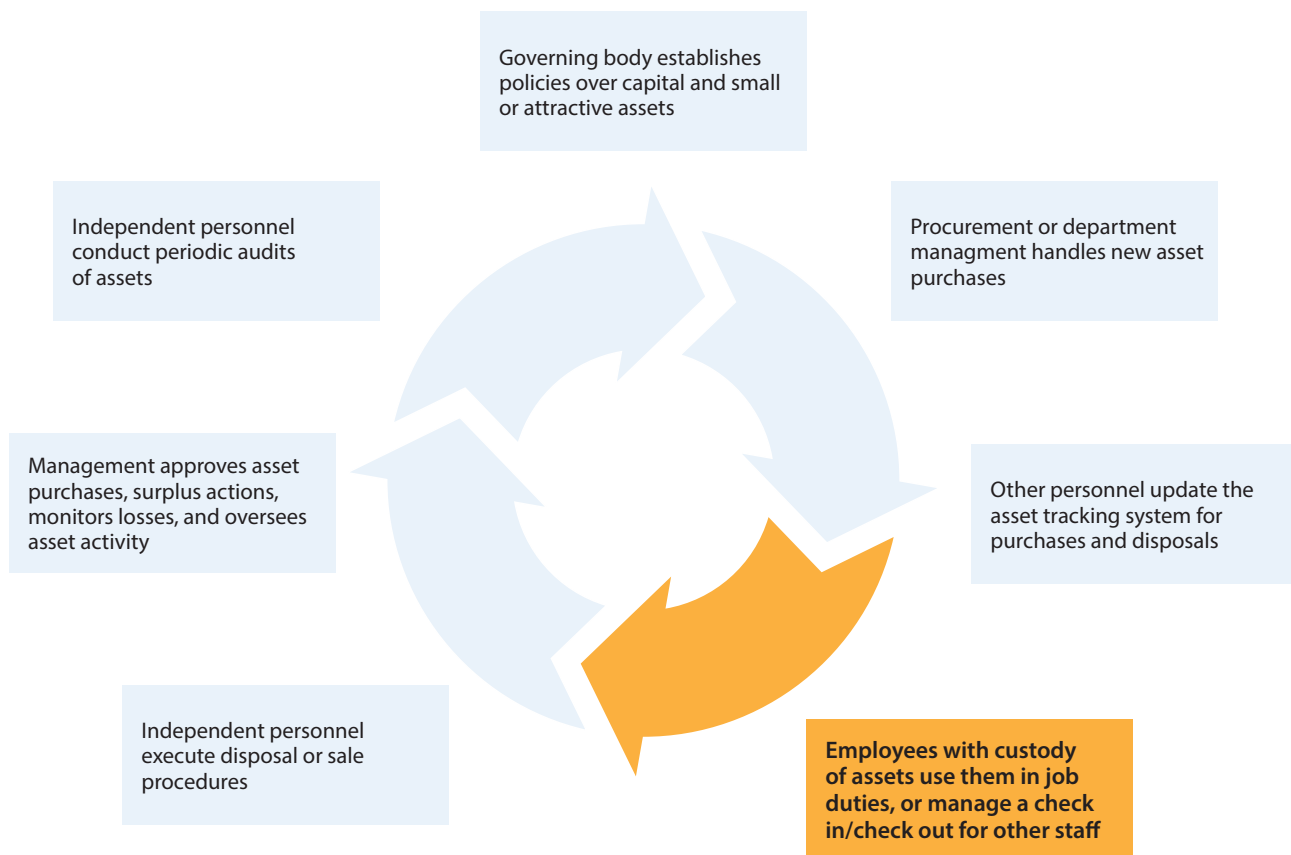 Governing body establishes
policies over capital and small
or attractive assets
Procurement or department
managment handles new asset
purchases
Other personnel update the
asset tracking system for
purchases and disposals
Employees with custody
of assets use them in job
duties, or manage a check
in/check out for other staff
Independent personnel
execute disposal or sale
procedures
Management approves asset
purchases, surplus actions,
monitors losses, and oversees
asset activity
Independent personnel
conduct periodic audits
of assets